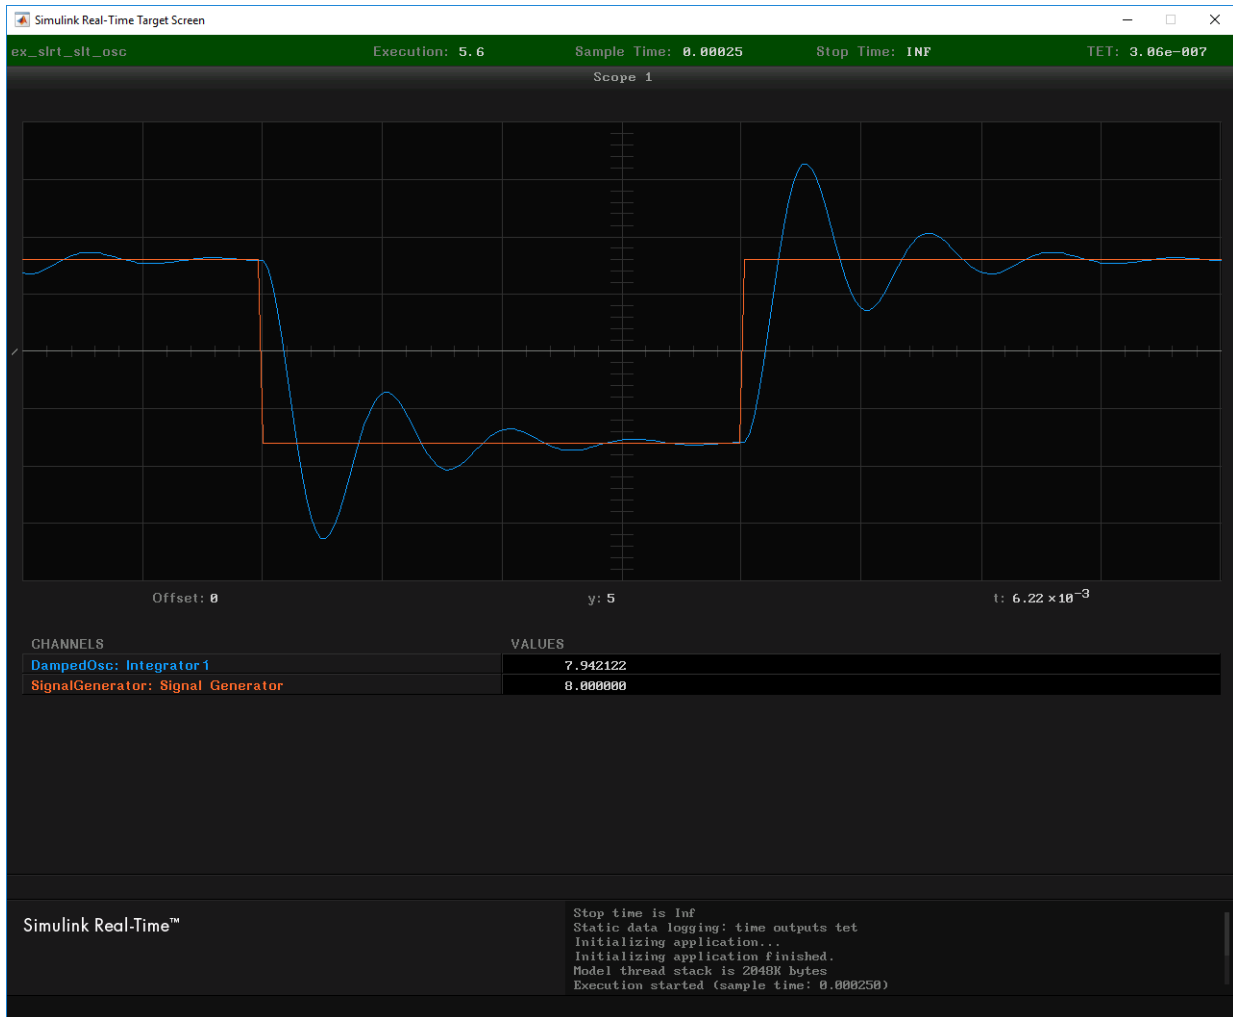 Simulink Real-Time Target Screen
ex_slrt_slt_osc Execution: 5.6 Sample Time: 0.00025 Stop Time: INF TET: 3.06e-007
Scope 1
Offset: 0 y: 5 t: 6.22 ×10⁻³
CHANNELS VALUES
DampedOsc: Integrator1 7.942122
SignalGenerator: Signal Generator 8.000000
Simulink Real-Time™
Stop time is Inf
Static data logging: time outputs tet
Initializing application...
Initializing application finished.
Model thread stack is 2048K bytes
Execution started (sample time: 0.000250)